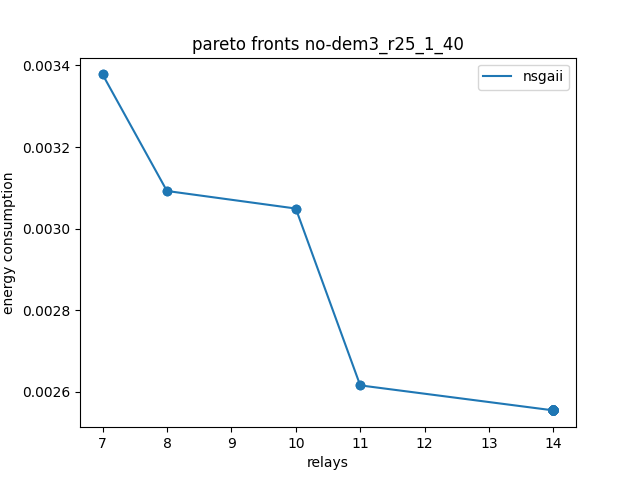 pareto fronts no-dem3_r25_1_40
nsgaii
0.0034
0.0032
0.0030
0.0028
0.0026
energy consumption
7 8 9 10 11 12 13 14
relays